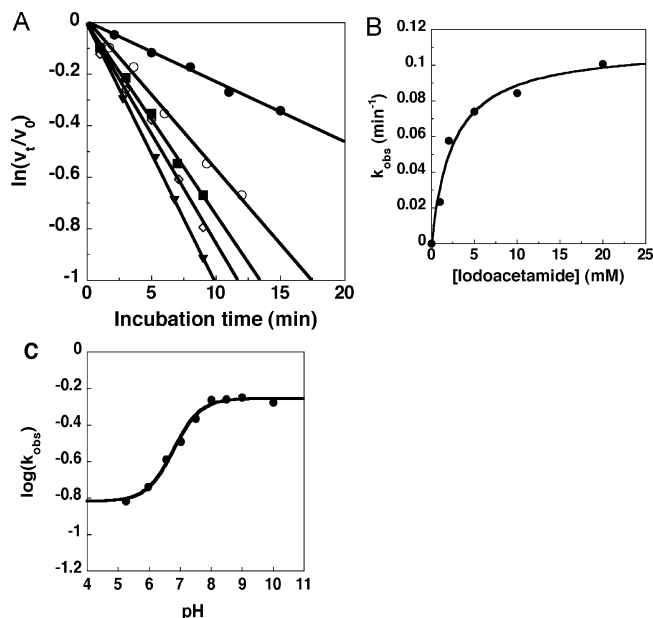 A
0
-0.2
-0.4
-0.6
-0.8
-1
ln(vt/v0)
0 5 10 15 20
Incubation time (min)
B
0.12
0.1
0.08
0.06
0.04
0.02
0
kobs (min-1)
0 5 10 15 20 25
[Iodoacetamide] (mM)
C
0
-0.2
-0.4
-0.6
-0.8
-1
-1.2
log(kobs)
4 5 6 7 8 9 10 11
pH